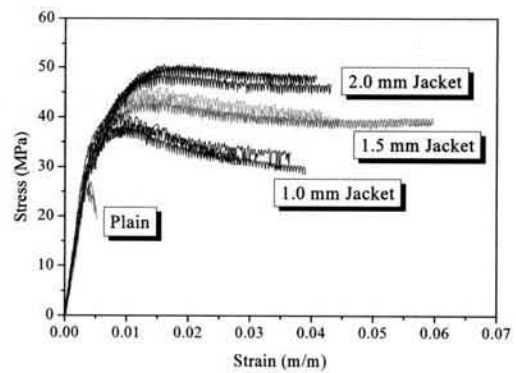 60
50
40
30
20
10
0
Stress (MPa)
2.0 mm Jacket
1.5 mm Jacket
1.0 mm Jacket
Plain
0.00 0.01 0.02 0.03 0.04 0.05 0.06 0.07
Strain (m/m)